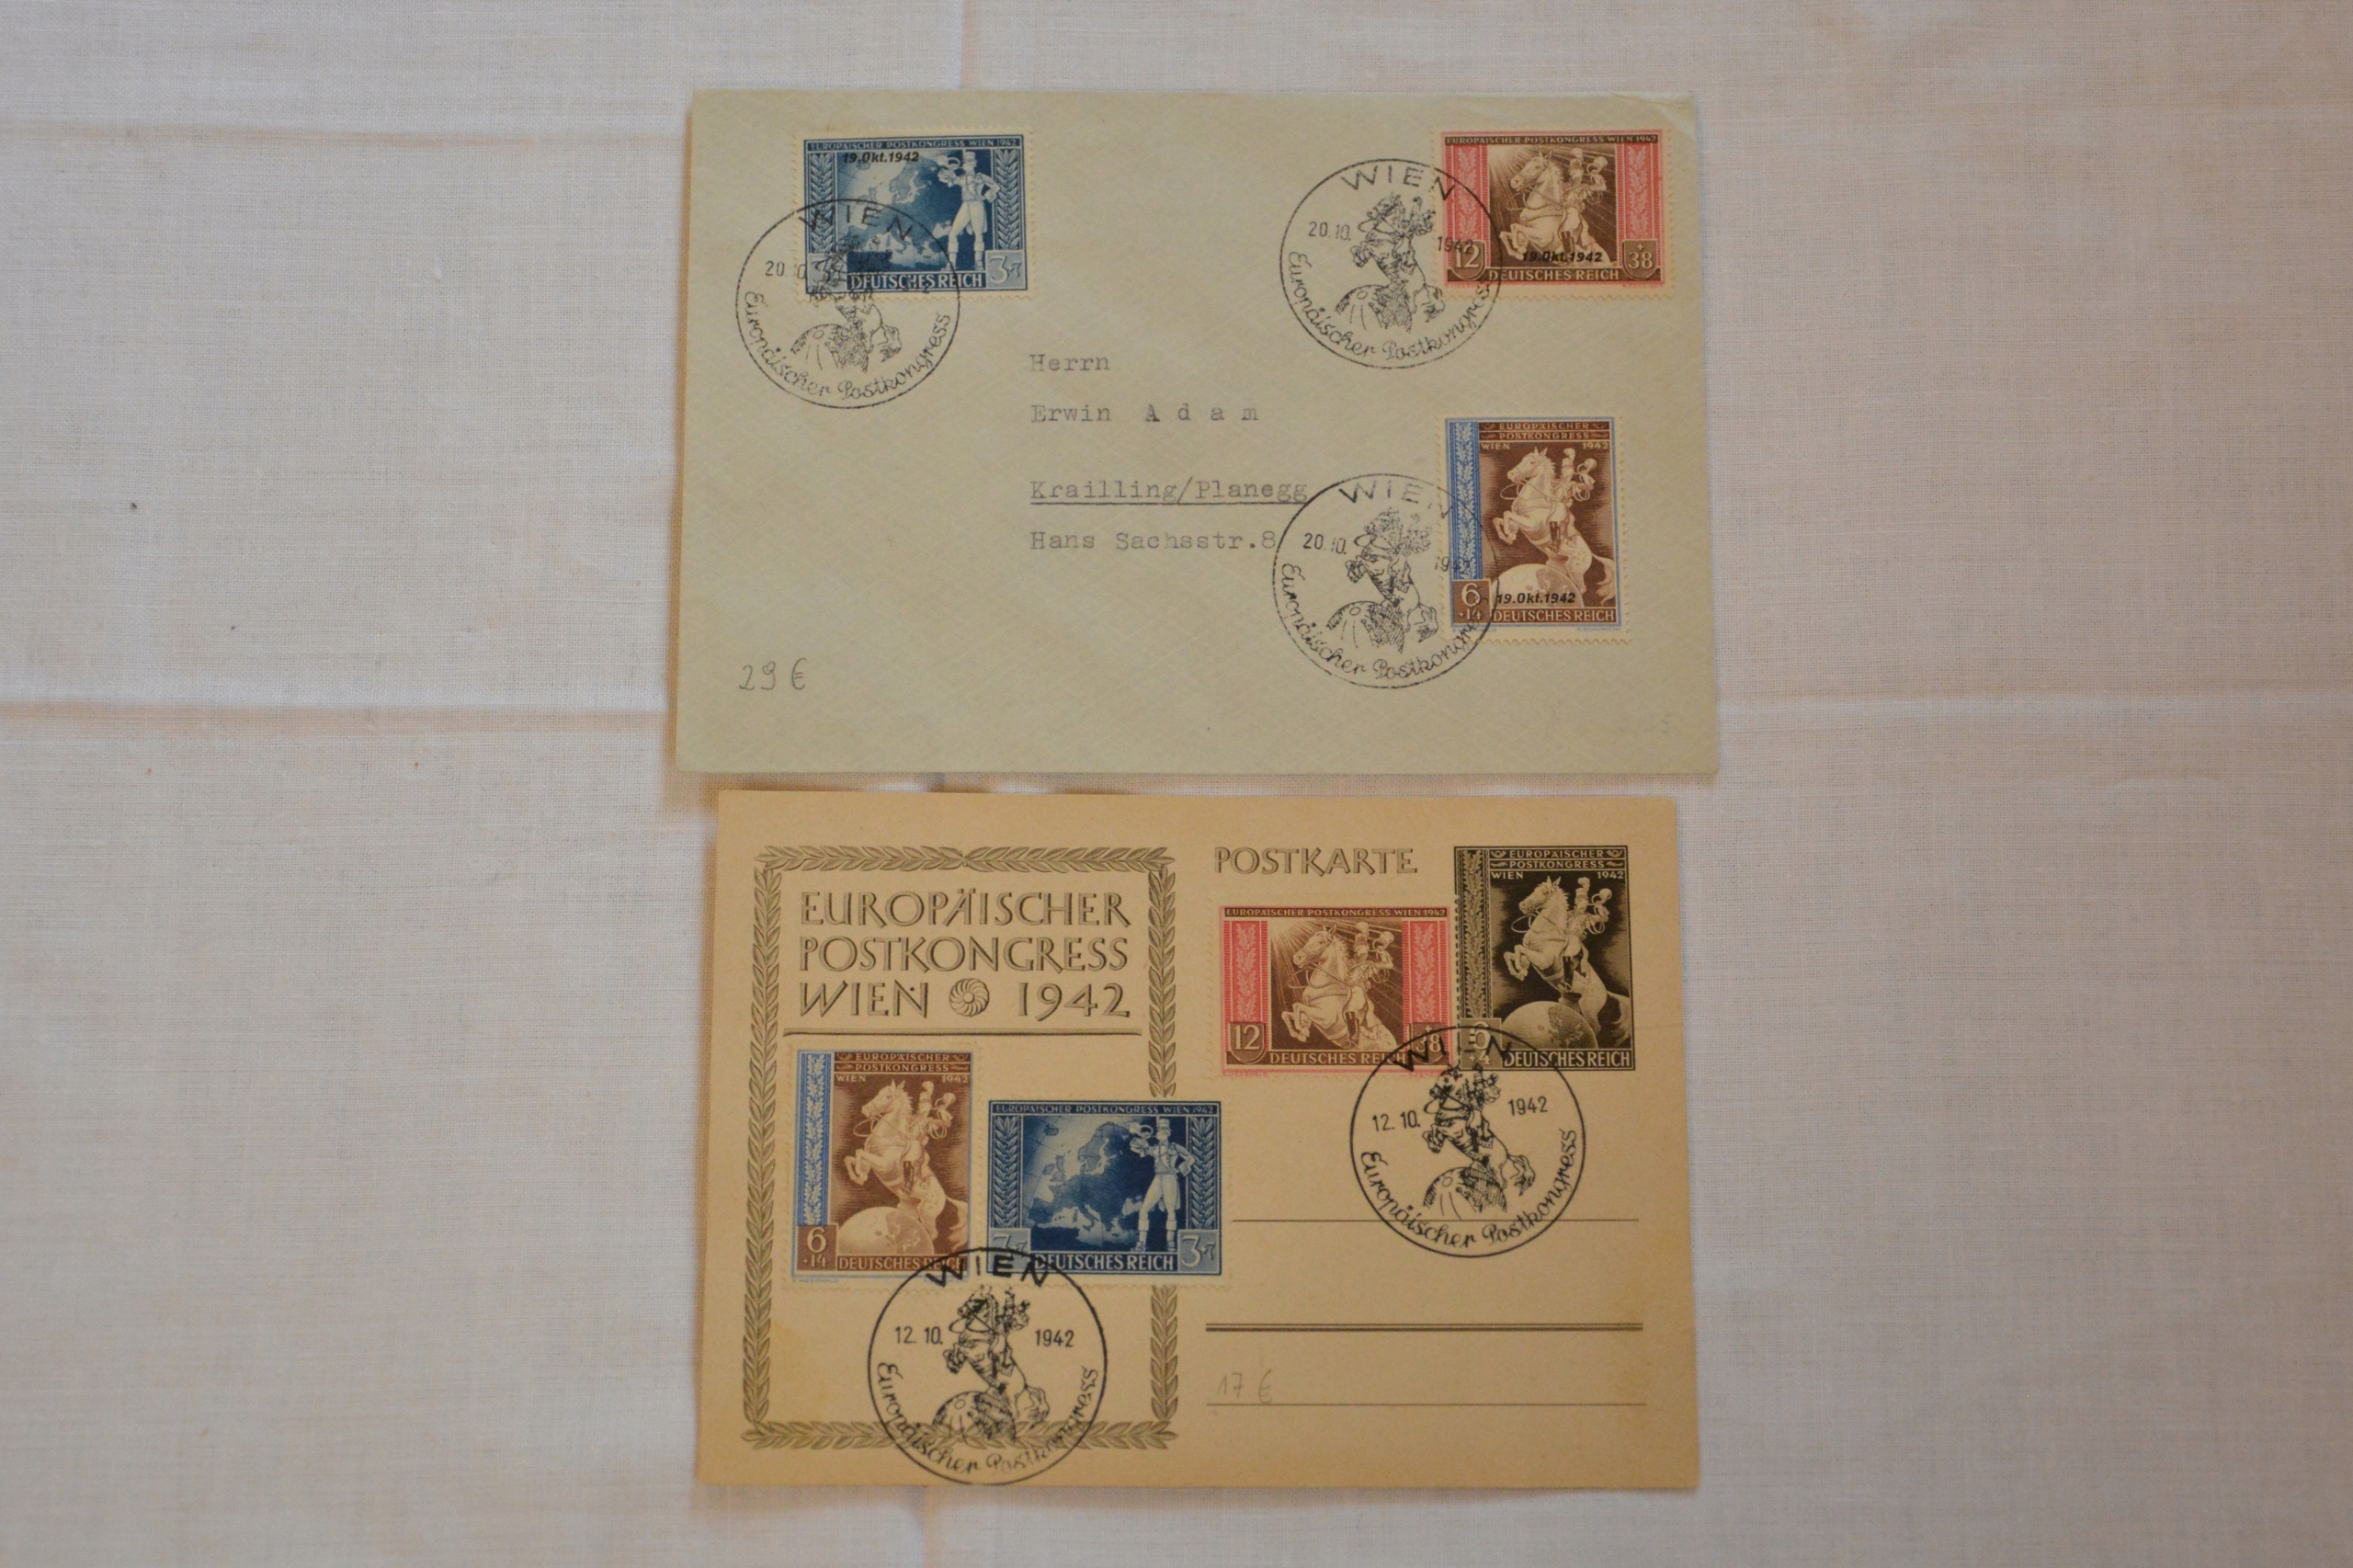 EUROPÄISCHER POSTKONGRESS WIEN 1942
19.Okt.1942
3+7
DEUTSCHES REICH
WIEN
20.10.
Europäischer Postkongress
EUROPÄISCHER POSTKONGRESS WIEN 1942
12 + 38
19.Okt.1942
DEUTSCHES REICH
WIEN
20.10. 1942
Europäischer Postkongress
Herrn
Erwin Adam
Krailling/Planegg
Hans Sachsstr.8
EUROPÄISCHER
POSTKONGRESS
WIEN 1942
6
+14
19.Okt.1942
DEUTSCHES REICH
WIEN
20.10.
Europäischer Postkongress
29 €
EUROPÄISCHER
POSTKONGRESS
WIEN 1942
POSTKARTE
EUROPÄISCHER POSTKONGRESS WIEN 1942
12 + 38
DEUTSCHES REICH
EUROPÄISCHER
POSTKONGRESS
WIEN 1942
6
+4
DEUTSCHES REICH
WIEN
12.10. 1942
Europäischer Postkongress
EUROPÄISCHER
POSTKONGRESS
WIEN 1942
6
+14
DEUTSCHES REICH
EUROPÄISCHER POSTKONGRESS WIEN 1942
3+7
DEUTSCHES REICH
3+7
WIEN
12.10. 1942
Europäischer Postkongress
17 €